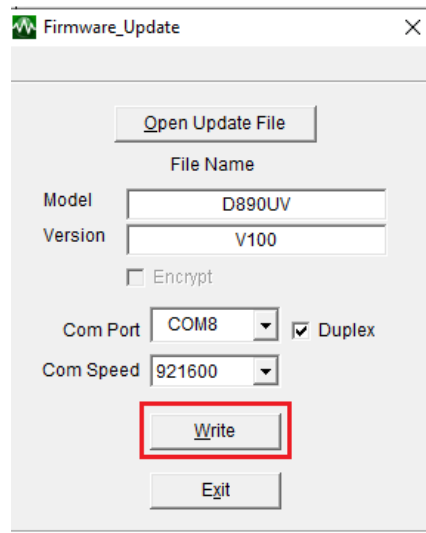 Firmware_Update
Open Update File
File Name
Model D890UV
Version V100
Encrypt
Com Port COM8 Duplex
Com Speed 921600
Write
Exit